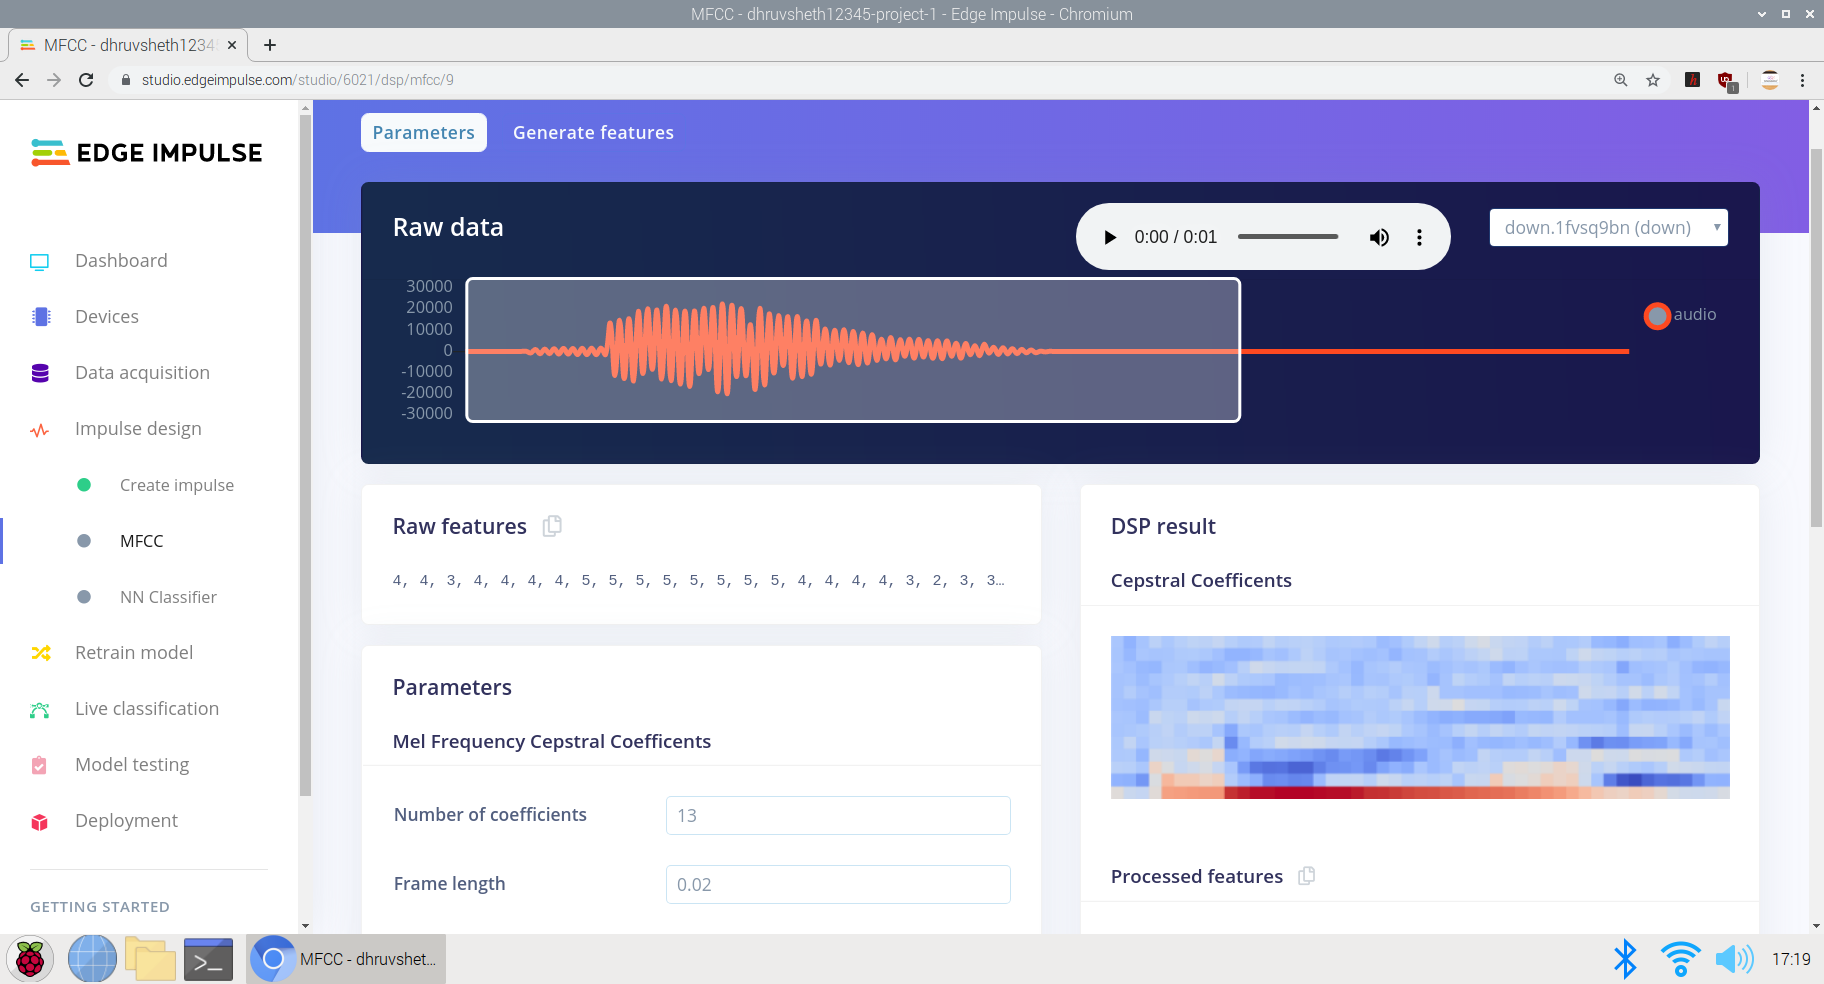 MFCC - dhruvsheth12345-project-1 - Edge Impulse - Chromium
MFCC - dhruvsheth1234
studio.edgeimpulse.com/studio/6021/dsp/mfcc/9
1
EDGE IMPULSE
Dashboard
Devices
Data acquisition
Impulse design
Create impulse
MFCC
NN Classifier
Retrain model
Live classification
Model testing
Deployment
GETTING STARTED
Parameters
Generate features
Raw data
0:00 / 0:01
down.1fvsq9bn (down)
30000
20000
10000
0
-10000
-20000
-30000
audio
Raw features
4, 4, 3, 4, 4, 4, 4, 5, 5, 5, 5, 5, 5, 5, 5, 4, 4, 4, 4, 3, 2, 3, 3…
Parameters
Mel Frequency Cepstral Coefficents
Number of coefficients
13
Frame length
0.02
DSP result
Cepstral Coefficents
Processed features
MFCC - dhruvshet…
17:19